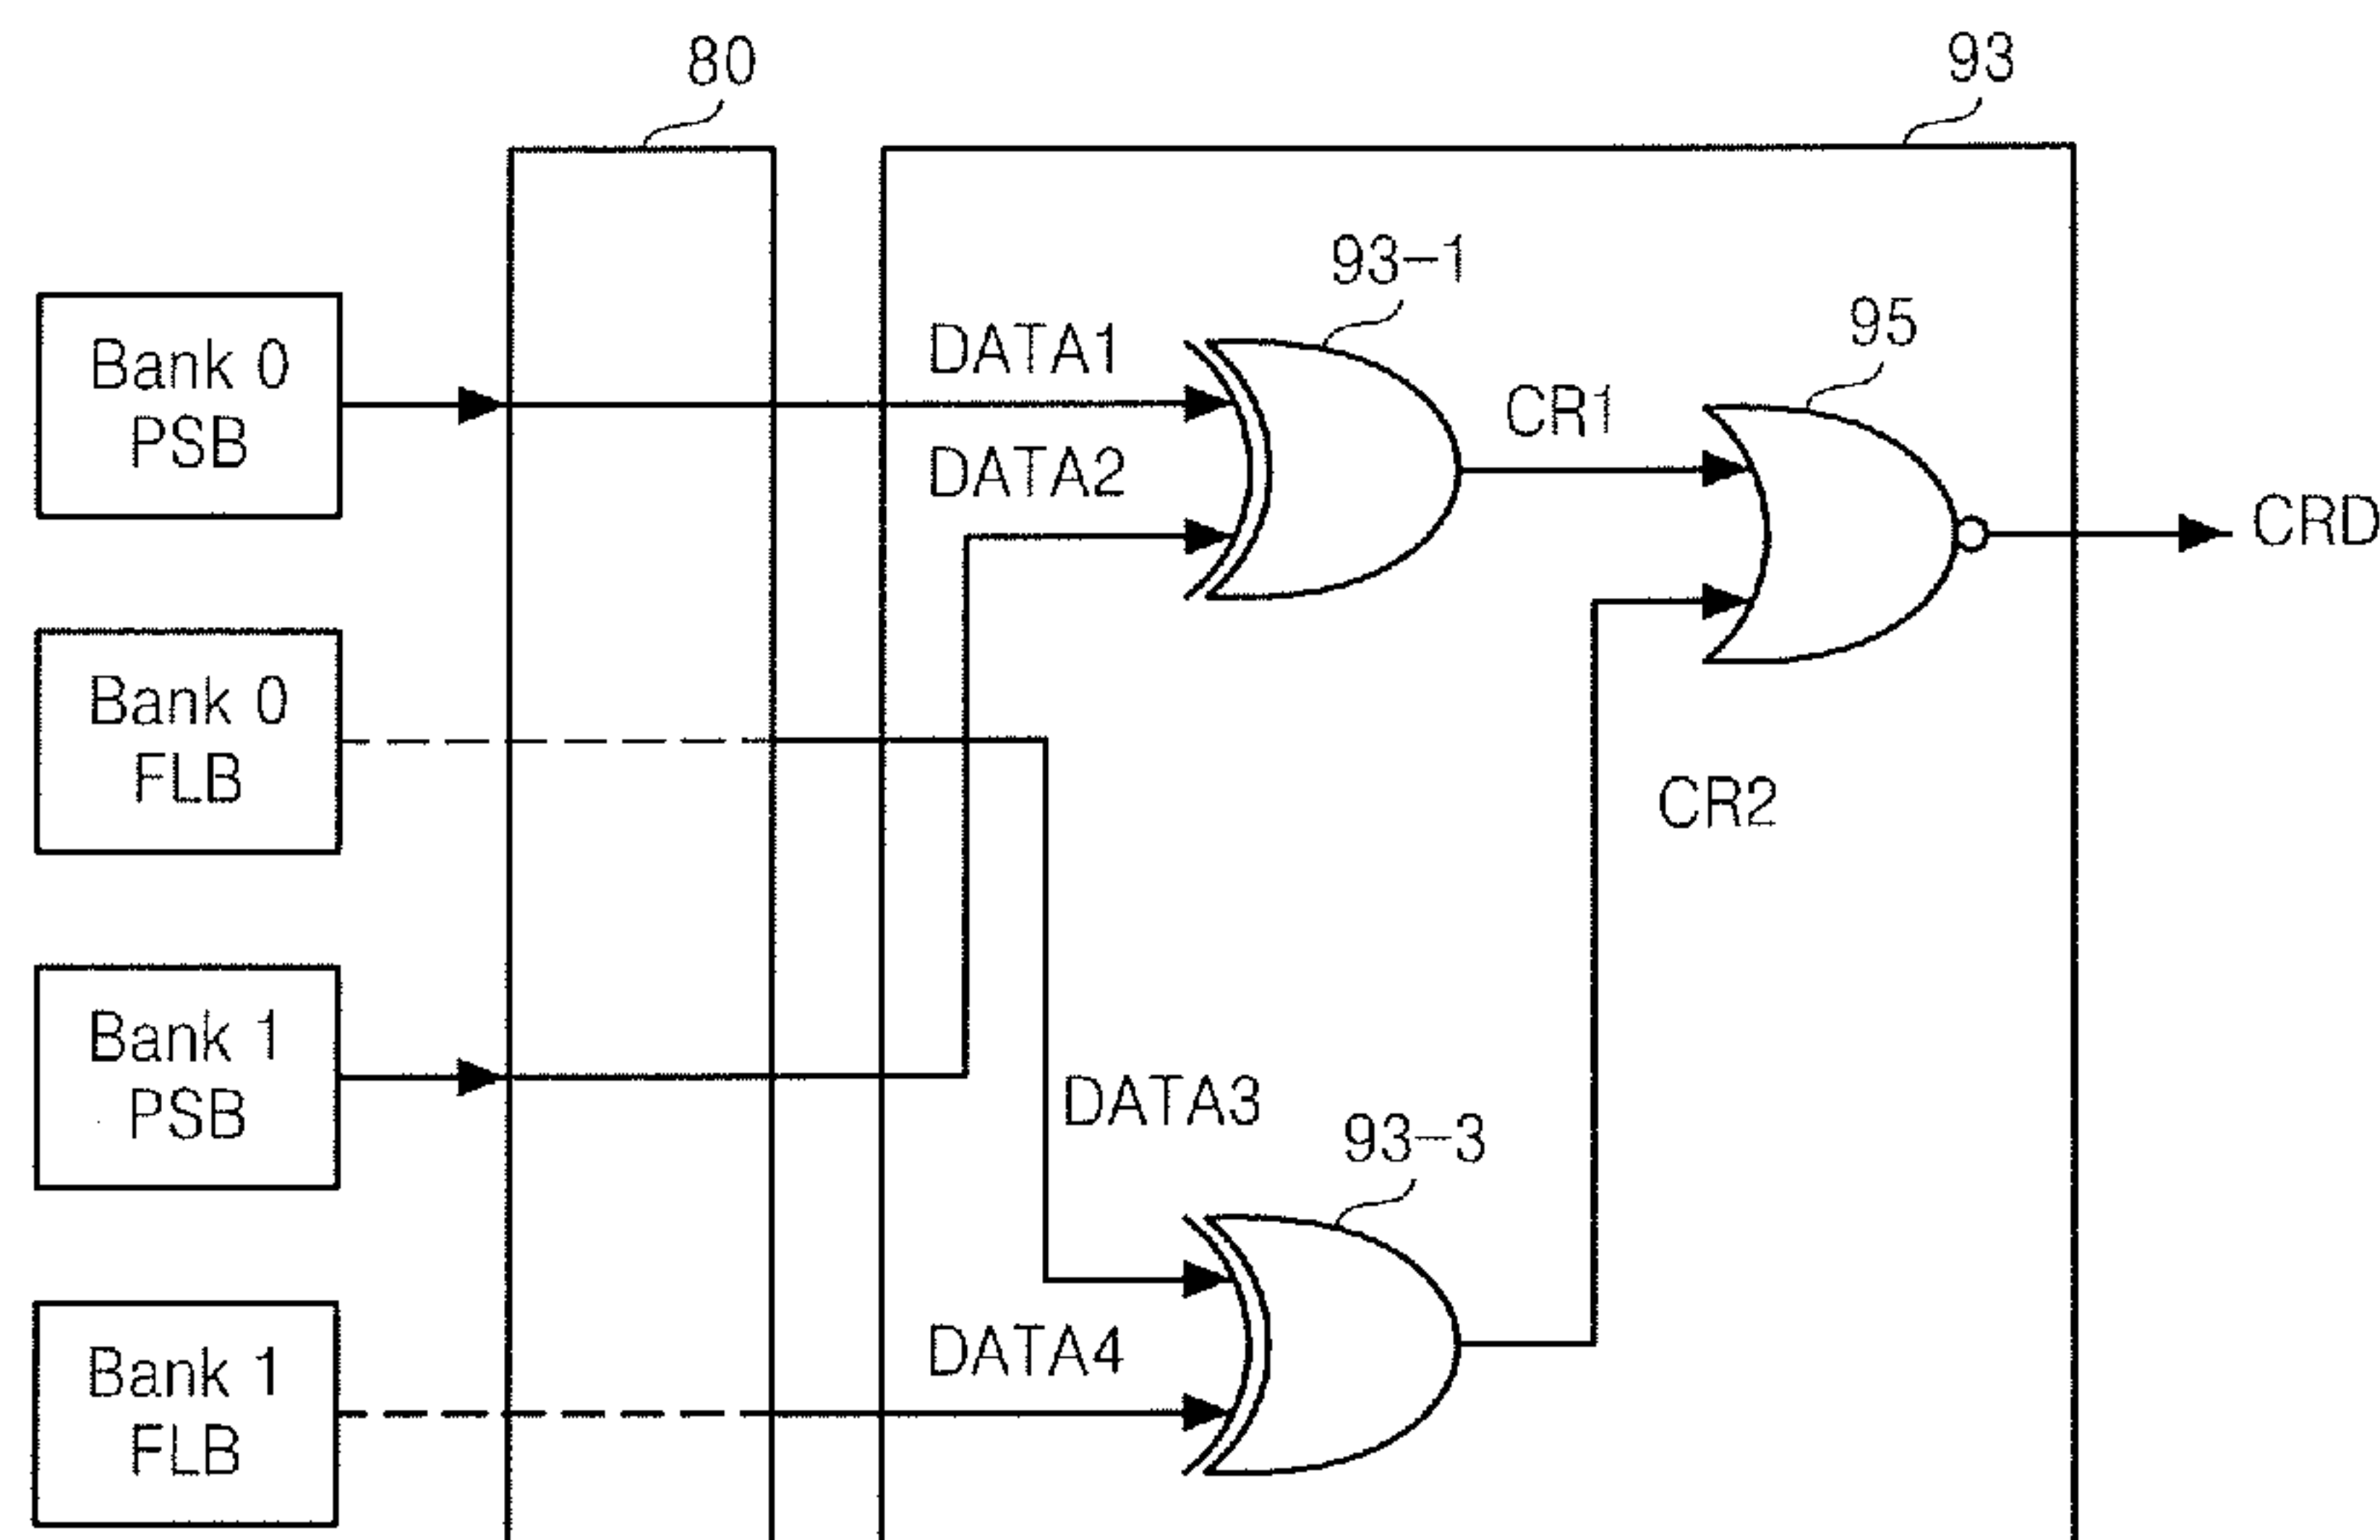 80
93
93-1
95
Bank 0
PSB
DATA1
DATA2
CR1
CRD
Bank 0
FLB
CR2
Bank 1
PSB
DATA3
93-3
Bank 1
FLB
DATA4